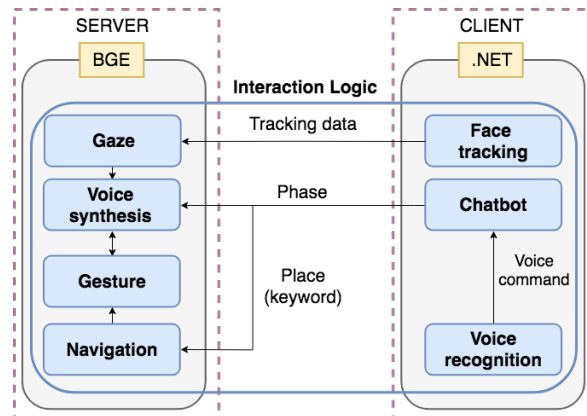 SERVER
CLIENT
BGE
.NET
Interaction Logic
Gaze
Tracking data
Face
tracking
Voice
synthesis
Phase
Chatbot
Gesture
Place
(keyword)
Voice
command
Navigation
Voice
recognition